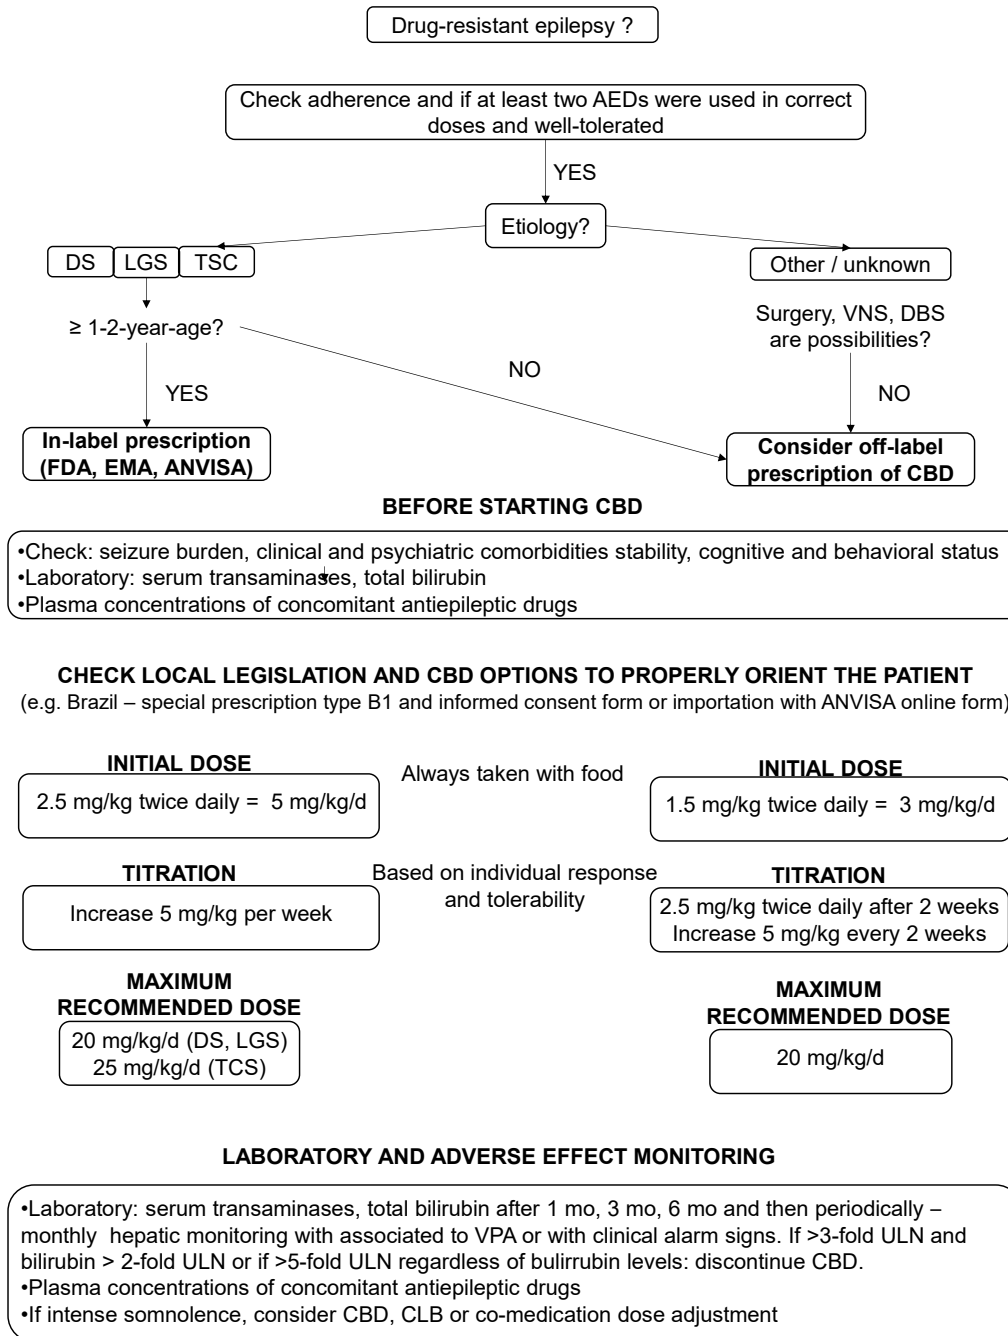 Drug-resistant epilepsy ?
Check adherence and if at least two AEDs were used in correct
doses and well-tolerated
YES
Etiology?
DS
LGS
TSC
Other / unknown
≥ 1-2-year-age?
Surgery, VNS, DBS
are possibilities?
NO
YES
NO
In-label prescription
(FDA, EMA, ANVISA)
Consider off-label
prescription of CBD
BEFORE STARTING CBD
•Check: seizure burden, clinical and psychiatric comorbidities stability, cognitive and behavioral status
•Laboratory: serum transaminases, total bilirubin
•Plasma concentrations of concomitant antiepileptic drugs
CHECK LOCAL LEGISLATION AND CBD OPTIONS TO PROPERLY ORIENT THE PATIENT
(e.g. Brazil – special prescription type B1 and informed consent form or importation with ANVISA online form)
INITIAL DOSE
2.5 mg/kg twice daily = 5 mg/kg/d
Always taken with food
INITIAL DOSE
1.5 mg/kg twice daily = 3 mg/kg/d
TITRATION
Increase 5 mg/kg per week
Based on individual response
and tolerability
TITRATION
2.5 mg/kg twice daily after 2 weeks
Increase 5 mg/kg every 2 weeks
MAXIMUM
RECOMMENDED DOSE
20 mg/kg/d (DS, LGS)
25 mg/kg/d (TCS)
MAXIMUM
RECOMMENDED DOSE
20 mg/kg/d
LABORATORY AND ADVERSE EFFECT MONITORING
•Laboratory: serum transaminases, total bilirubin after 1 mo, 3 mo, 6 mo and then periodically –
monthly hepatic monitoring with associated to VPA or with clinical alarm signs. If >3-fold ULN and
bilirubin > 2-fold ULN or if >5-fold ULN regardless of bulirrubin levels: discontinue CBD.
•Plasma concentrations of concomitant antiepileptic drugs
•If intense somnolence, consider CBD, CLB or co-medication dose adjustment